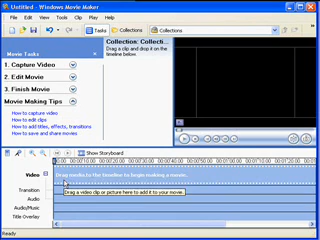 Untitled - Windows Movie Maker
File Edit View Tools Clip Play Help
Tasks Collections Collections
Movie Tasks
1. Capture Video
2. Edit Movie
3. Finish Movie
Movie Making Tips
How to capture video
How to edit clips
How to add titles, effects, transitions
How to save and share movies
Collection: Collecti...
Drag a clip and drop it on the
timeline below.
Show Storyboard
Video
Drag media to the timeline to begin making a movie.
Drag a video clip or picture here to add it to your movie.
Transition
Audio
Audio/Music
Title Overlay
Ready